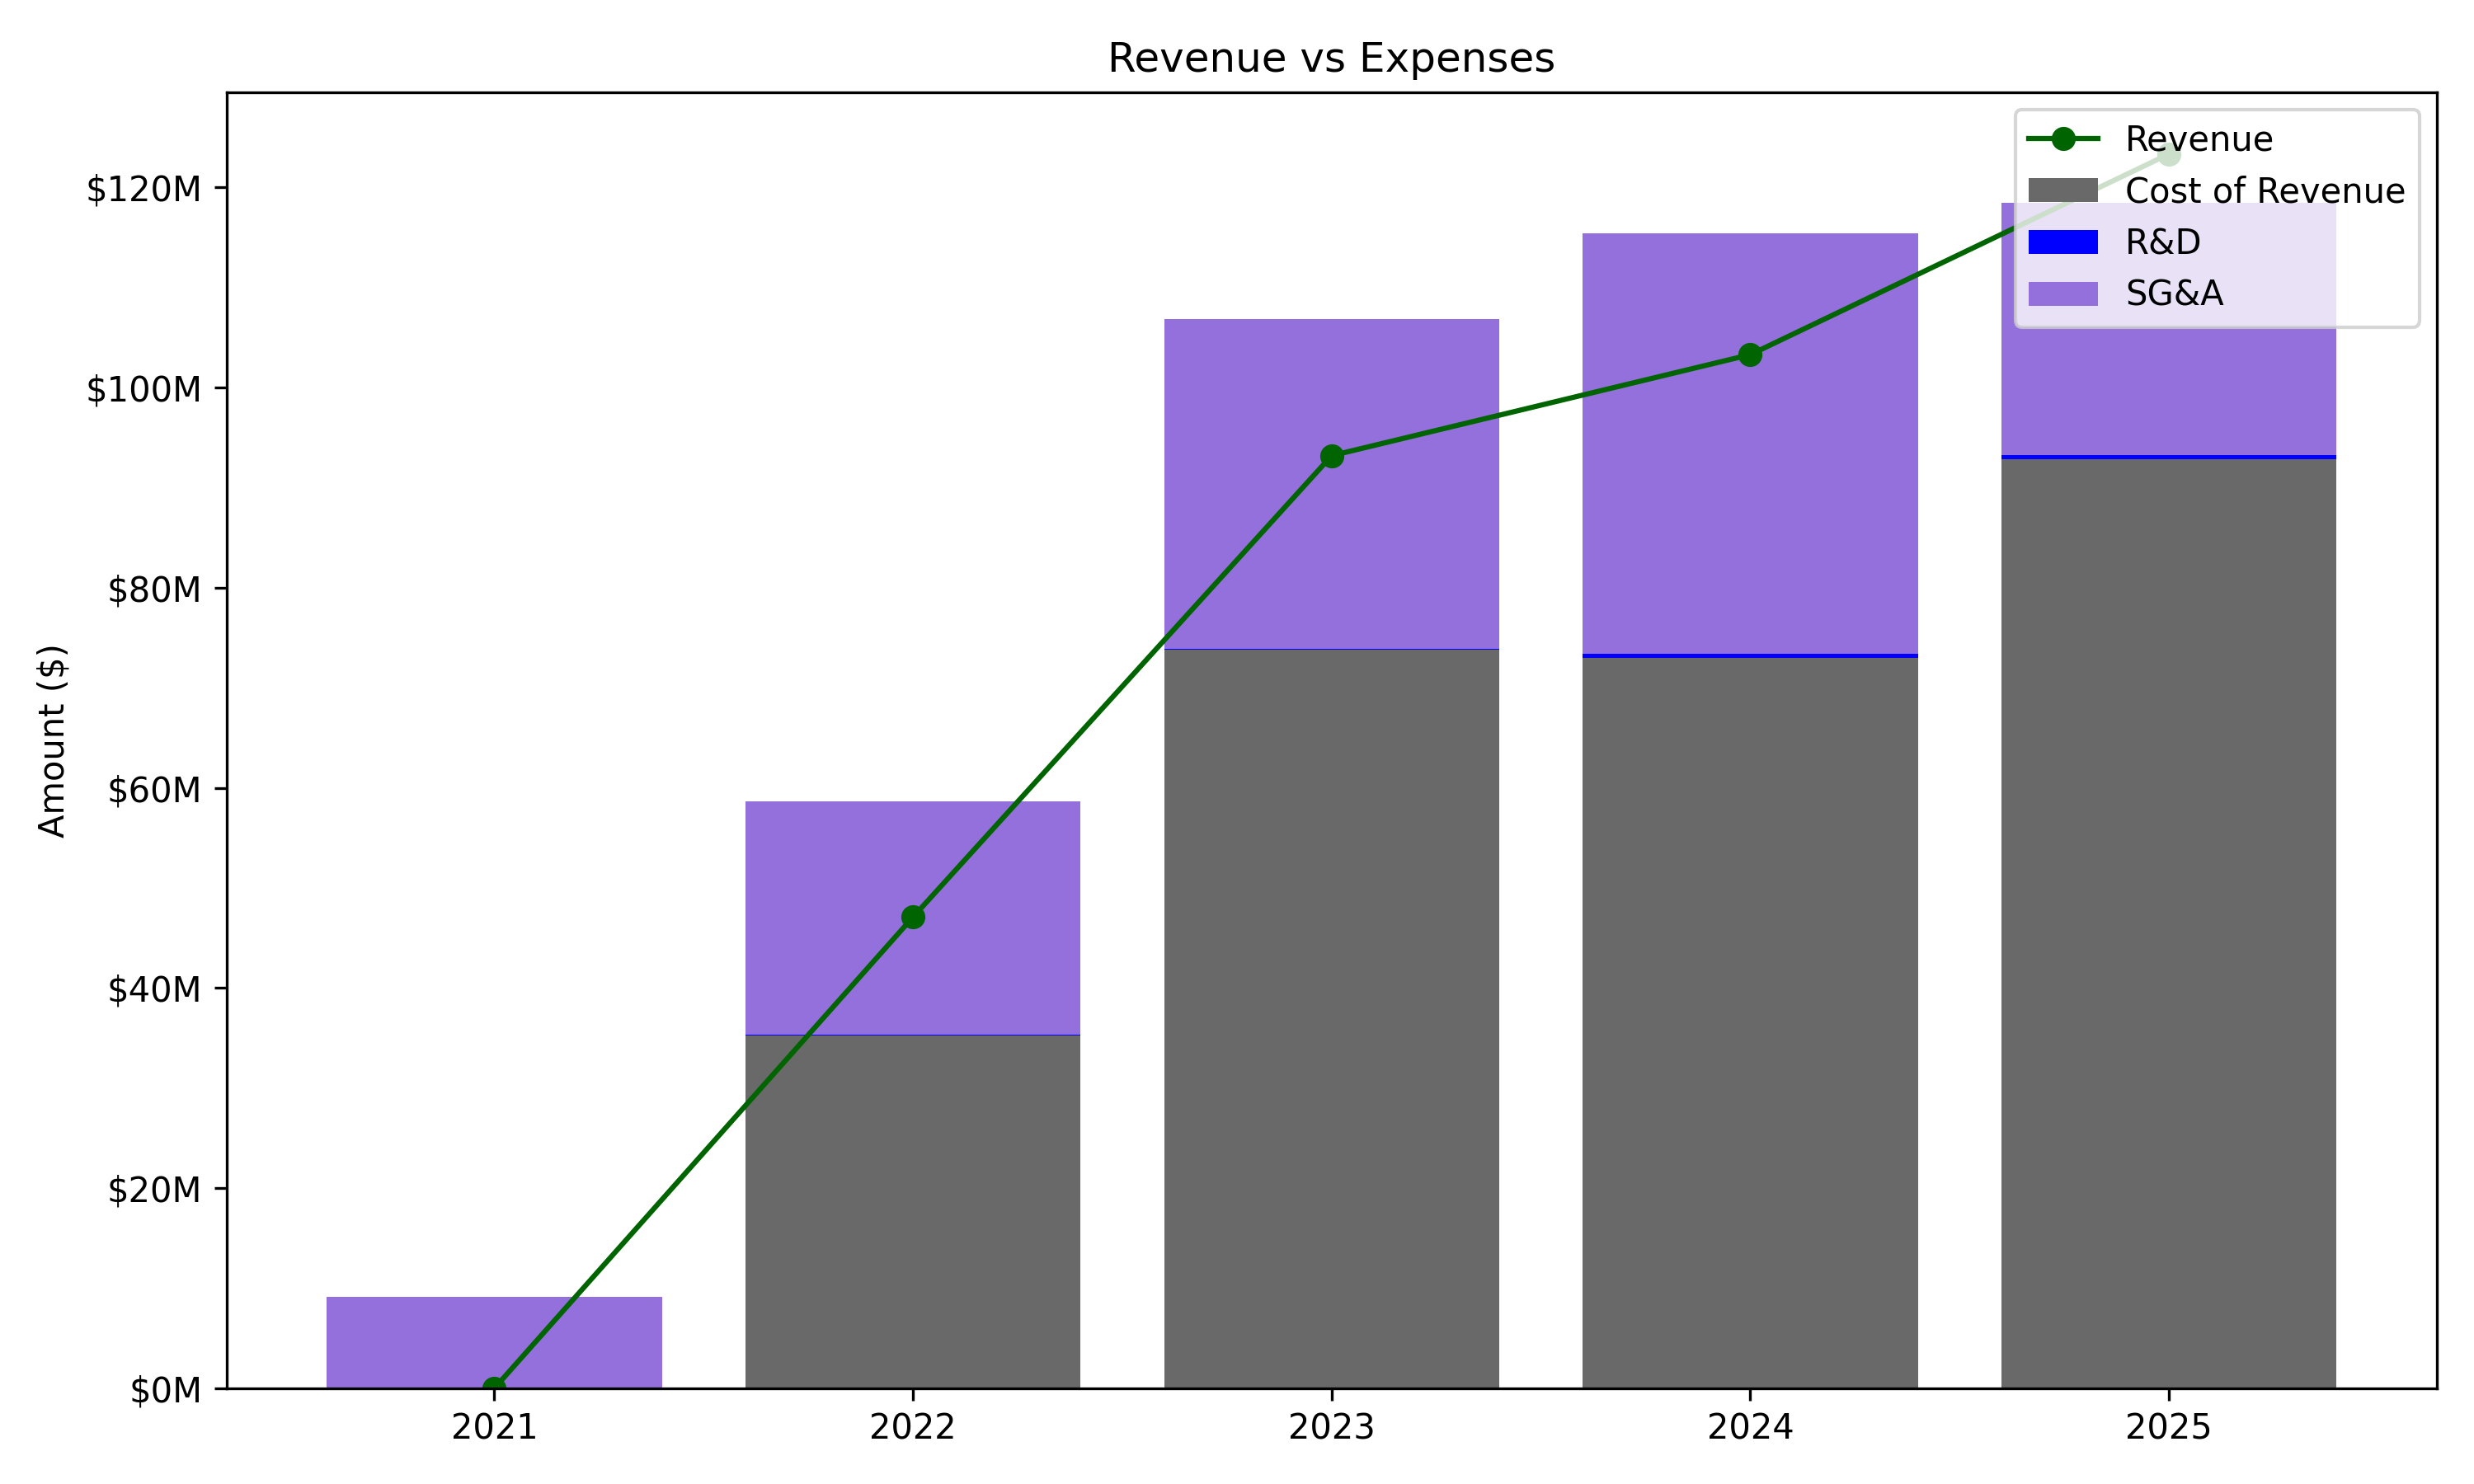 Revenue vs Expenses
Revenue
Cost of Revenue
R&D
SG&A
Amount ($)
$120M
$100M
$80M
$60M
$40M
$20M
$0M
2021
2022
2023
2024
2025